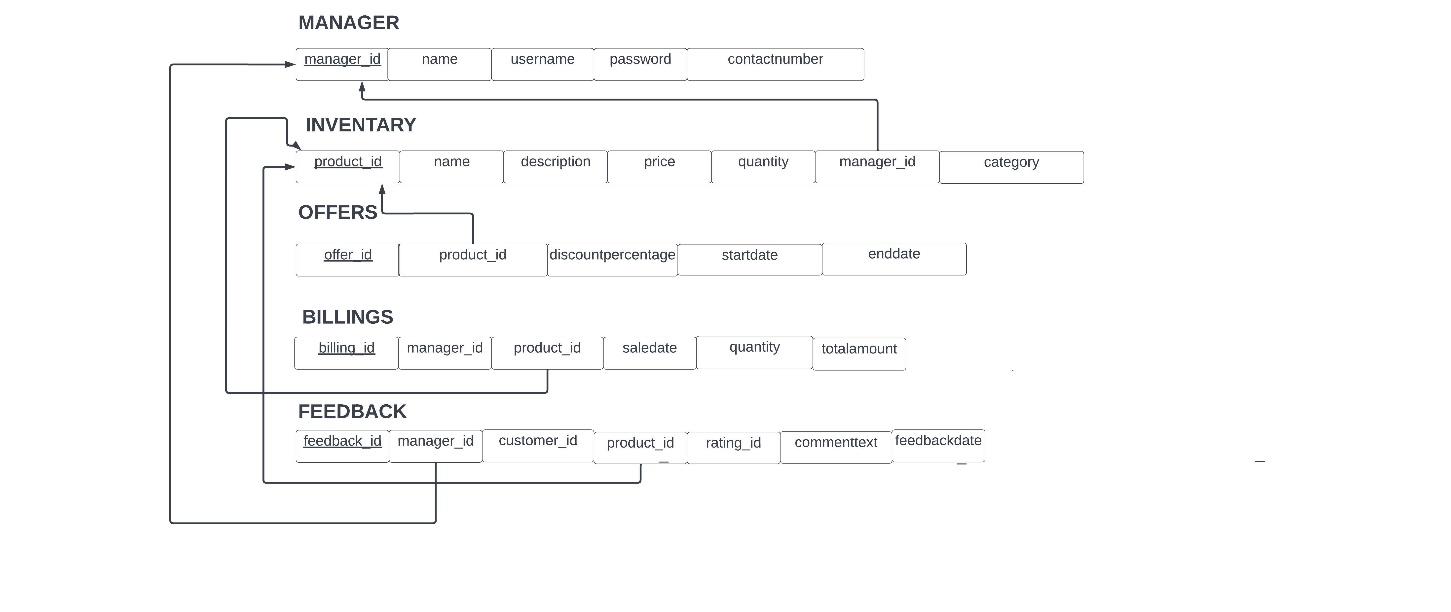 MANAGER
manager_id name username password contactnumber
INVENTARY
product_id name description price quantity manager_id category
OFFERS
offer_id product_id discountpercentage startdate enddate
BILLINGS
billing_id manager_id product_id saledate quantity totalamount
FEEDBACK
feedback_id manager_id customer_id product_id rating_id commenttext feedbackdate